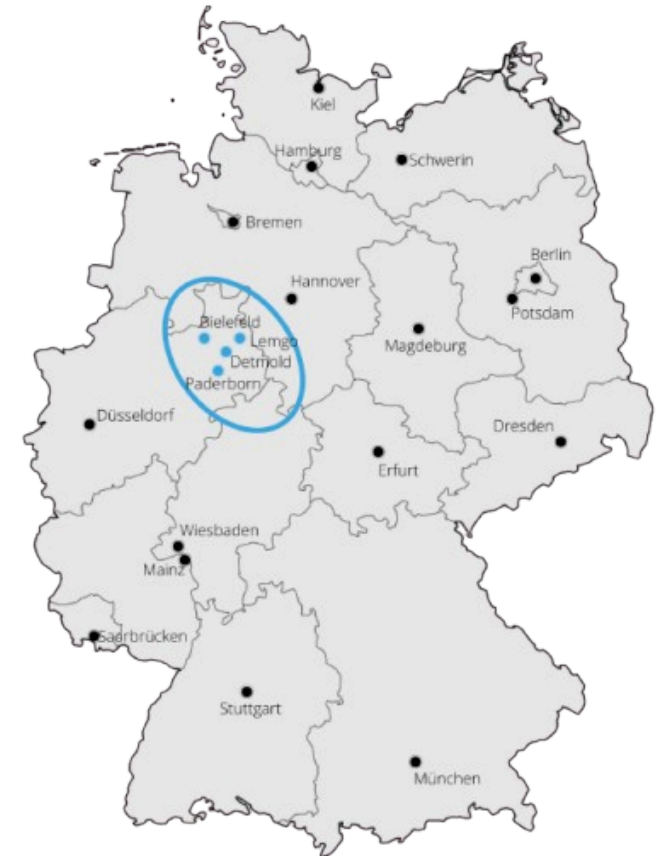 Kiel
Hamburg
Schwerin
Bremen
Berlin
Hannover
Potsdam
Bielefeld
Lemgo
Magdeburg
Detmold
Paderborn
Düsseldorf
Dresden
Erfurt
Wiesbaden
Mainz
Saarbrücken
Stuttgart
München